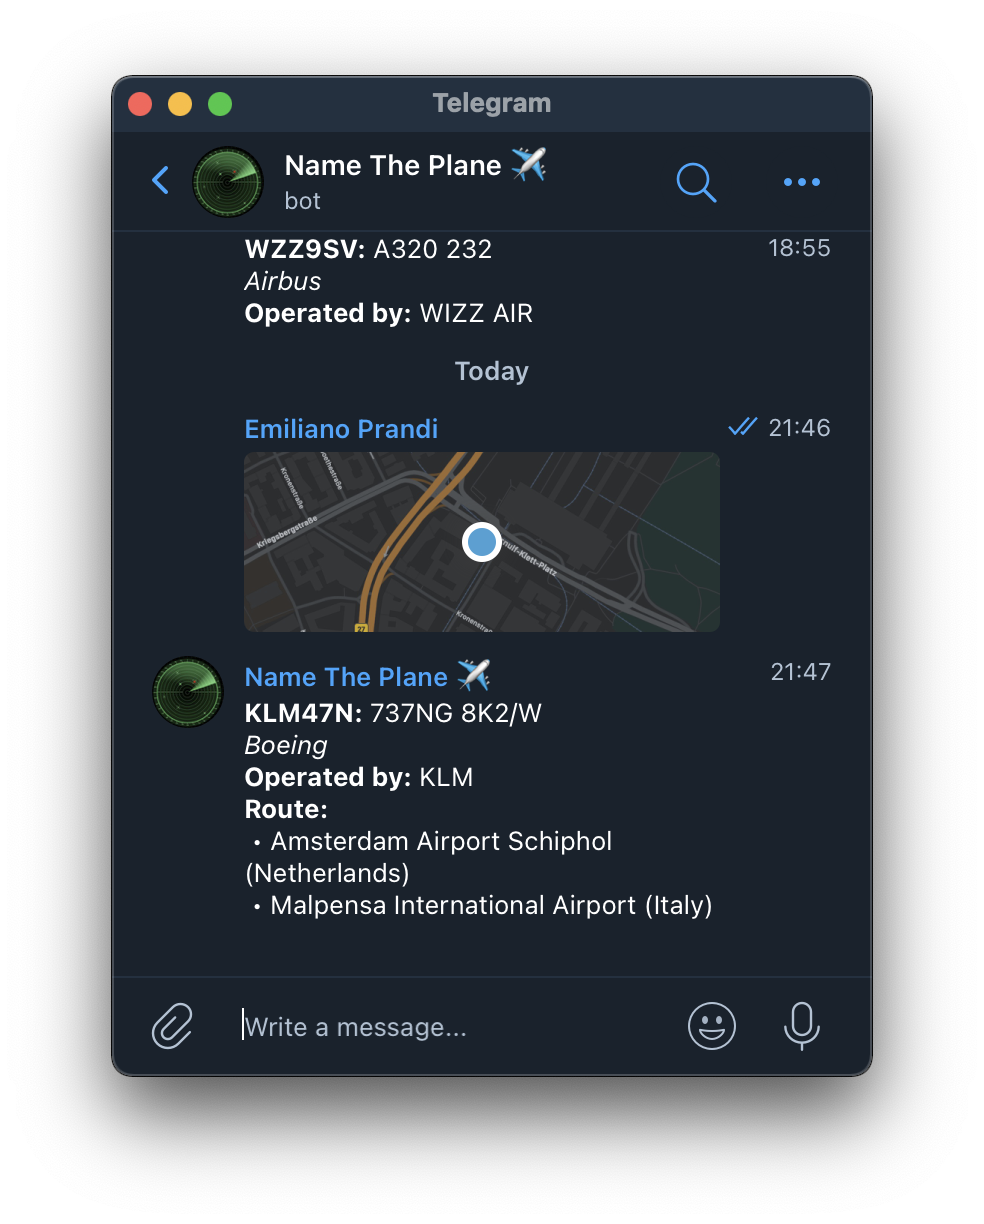 Telegram
Name The Plane ✈️
bot
WZZ9SV: A320 232 18:55
Airbus
Operated by: WIZZ AIR
Today
Emiliano Prandi 21:46
Kronenstraße
Kriegsbergstraße
nulf-Klett-Platz
27
Name The Plane ✈️ 21:47
KLM47N: 737NG 8K2/W
Boeing
Operated by: KLM
Route:
• Amsterdam Airport Schiphol
(Netherlands)
• Malpensa International Airport (Italy)
Write a message...